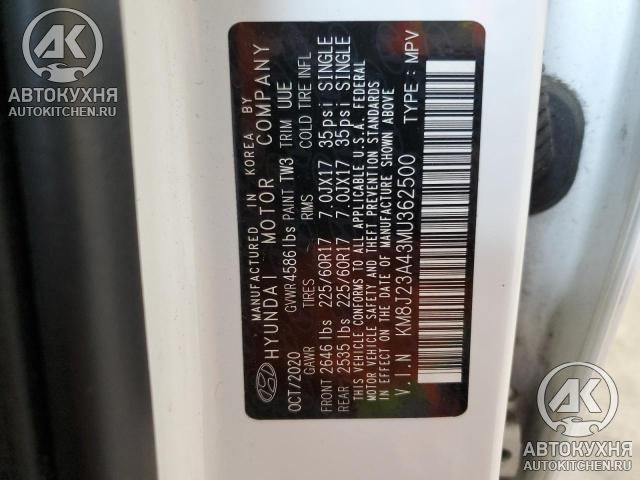 MANUFACTURED IN KOREA BY
HYUNDAI MOTOR COMPANY
OCT/2020 GVWR 4586 lbs PAINT TW3 TRIM UUE
GAWR TIRES RIMS COLD TIRE INFL
FRONT 2646 lbs 225/60R17 7.0JX17 35psi SINGLE
REAR 2535 lbs 225/60R17 7.0JX17 35psi SINGLE
THIS VEHICLE CONFORMS TO ALL APPLICABLE U.S.A. FEDERAL
MOTOR VEHICLE SAFETY AND THEFT PREVENTION STANDARDS
IN EFFECT ON THE DATE OF MANUFACTURE SHOWN ABOVE
V.I.N KM8J23A43MU362500 TYPE : MPV
АК
АВТОКУХНЯ
AUTOKITCHEN.RU
АК
АВТОКУХНЯ
AUTOKITCHEN.RU